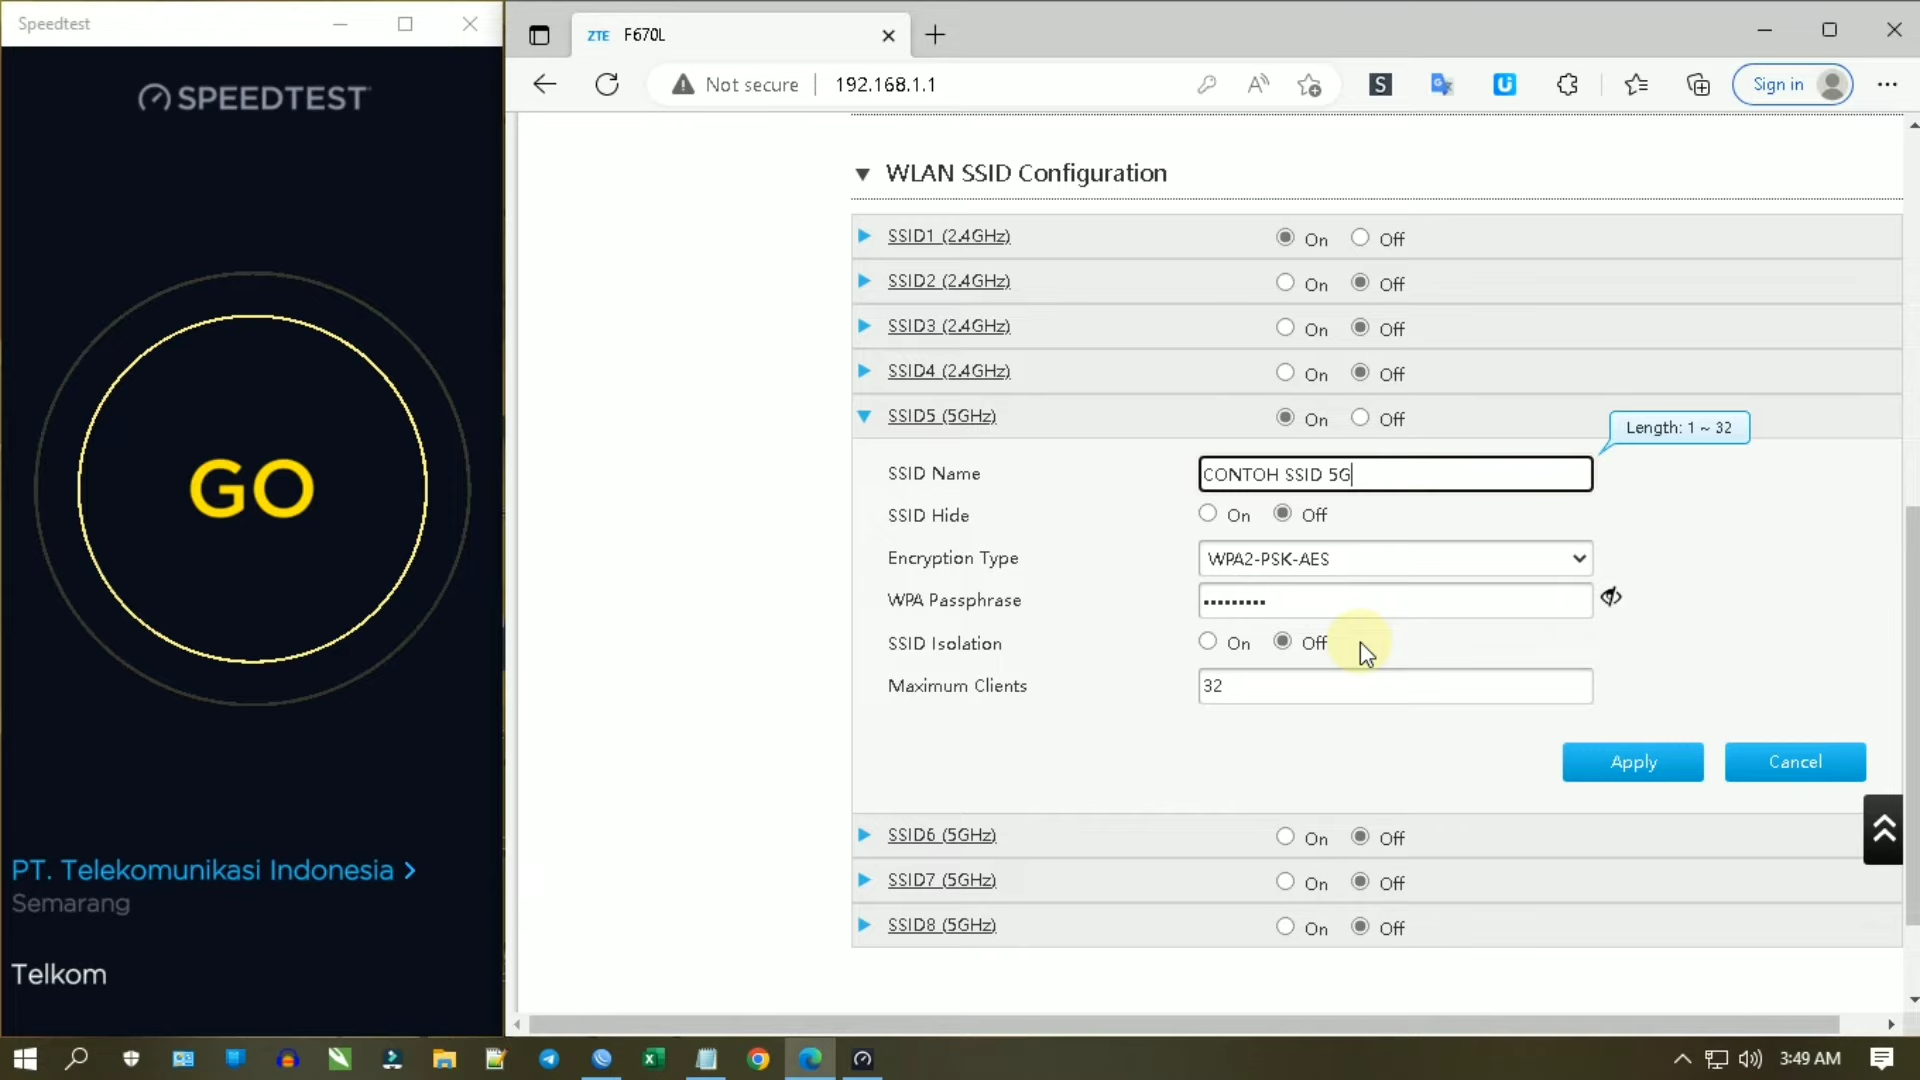 Speedtest
SPEEDTEST
GO
PT. Telekomunikasi Indonesia >
Semarang
Telkom
ZTE F670L
Not secure 192.168.1.1
S
Sign in
WLAN SSID Configuration
SSID1 (2.4GHz) On Off
SSID2 (2.4GHz) On Off
SSID3 (2.4GHz) On Off
SSID4 (2.4GHz) On Off
SSID5 (5GHz) On Off
Length: 1 ~ 32
SSID Name CONTOH SSID 5G
SSID Hide On Off
Encryption Type WPA2-PSK-AES
WPA Passphrase •••••••••
SSID Isolation On Off
Maximum Clients 32
Apply Cancel
SSID6 (5GHz) On Off
SSID7 (5GHz) On Off
SSID8 (5GHz) On Off
3:49 AM